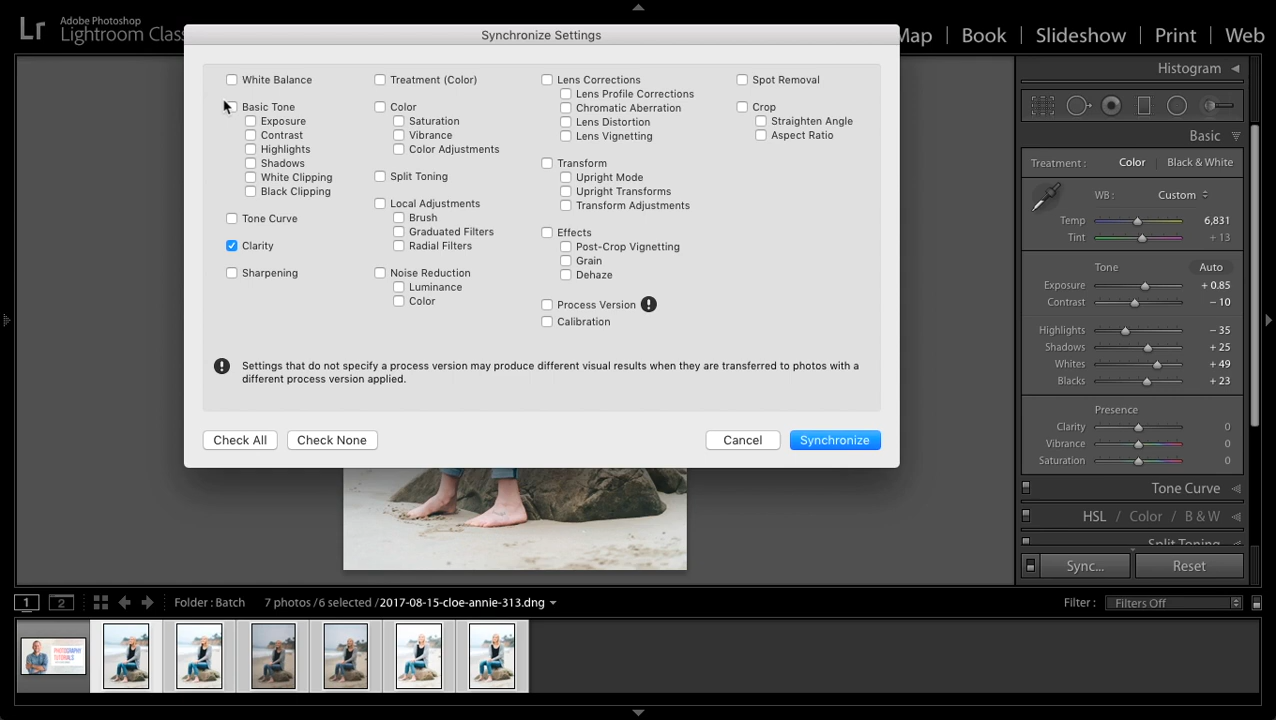 Lr
Adobe Photoshop
Lightroom Clas
Map | Book | Slideshow | Print | Web
Synchronize Settings
White Balance
Basic Tone
Exposure
Contrast
Highlights
Shadows
White Clipping
Black Clipping
Tone Curve
Clarity
Sharpening
Treatment (Color)
Color
Saturation
Vibrance
Color Adjustments
Split Toning
Local Adjustments
Brush
Graduated Filters
Radial Filters
Noise Reduction
Luminance
Color
Lens Corrections
Lens Profile Corrections
Chromatic Aberration
Lens Distortion
Lens Vignetting
Transform
Upright Mode
Upright Transforms
Transform Adjustments
Effects
Post-Crop Vignetting
Grain
Dehaze
Process Version
Calibration
Spot Removal
Crop
Straighten Angle
Aspect Ratio
Settings that do not specify a process version may produce different visual results when they are transferred to photos with a
different process version applied.
Check All
Check None
Cancel
Synchronize
Histogram
Basic
Treatment : Color | Black & White
WB : Custom
Temp 6,831
Tint + 13
Tone Auto
Exposure + 0.85
Contrast – 10
Highlights – 35
Shadows + 25
Whites + 49
Blacks + 23
Presence
Clarity 0
Vibrance 0
Saturation 0
Tone Curve
HSL / Color / B & W
Split Toning
Sync...
Reset
1
2
Folder : Batch
7 photos / 6 selected / 2017-08-15-cloe-annie-313.dng
Filter :
Filters Off
PHOTOGRAPHY
TUTORIALS